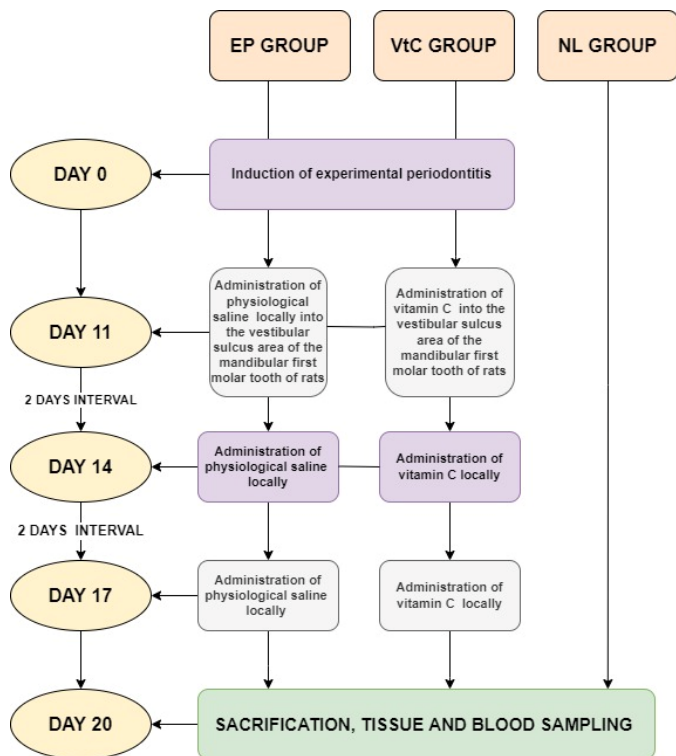 EP GROUP
VtC GROUP
NL GROUP
DAY 0
Induction of experimental periodontitis
DAY 11
Administration of
physiological
saline locally into
the vestibular
sulcus area of the
mandibular first
molar tooth of rats
Administration of
vitamin C into the
vestibular sulcus
area of the
mandibular first
molar tooth of rats
2 DAYS INTERVAL
DAY 14
Administration of
physiological saline
locally
Administration of
vitamin C locally
2 DAYS INTERVAL
DAY 17
Administration of
physiological saline
locally
Administration of
vitamin C locally
DAY 20
SACRIFICATION, TISSUE AND BLOOD SAMPLING